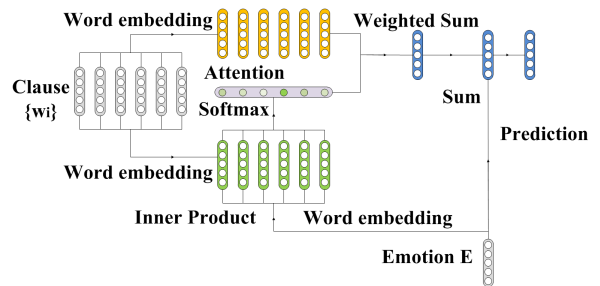 Word embedding
Weighted Sum
Clause
{wi}
Attention
Softmax
Sum
Word embedding
Prediction
Inner Product
Word embedding
Emotion E